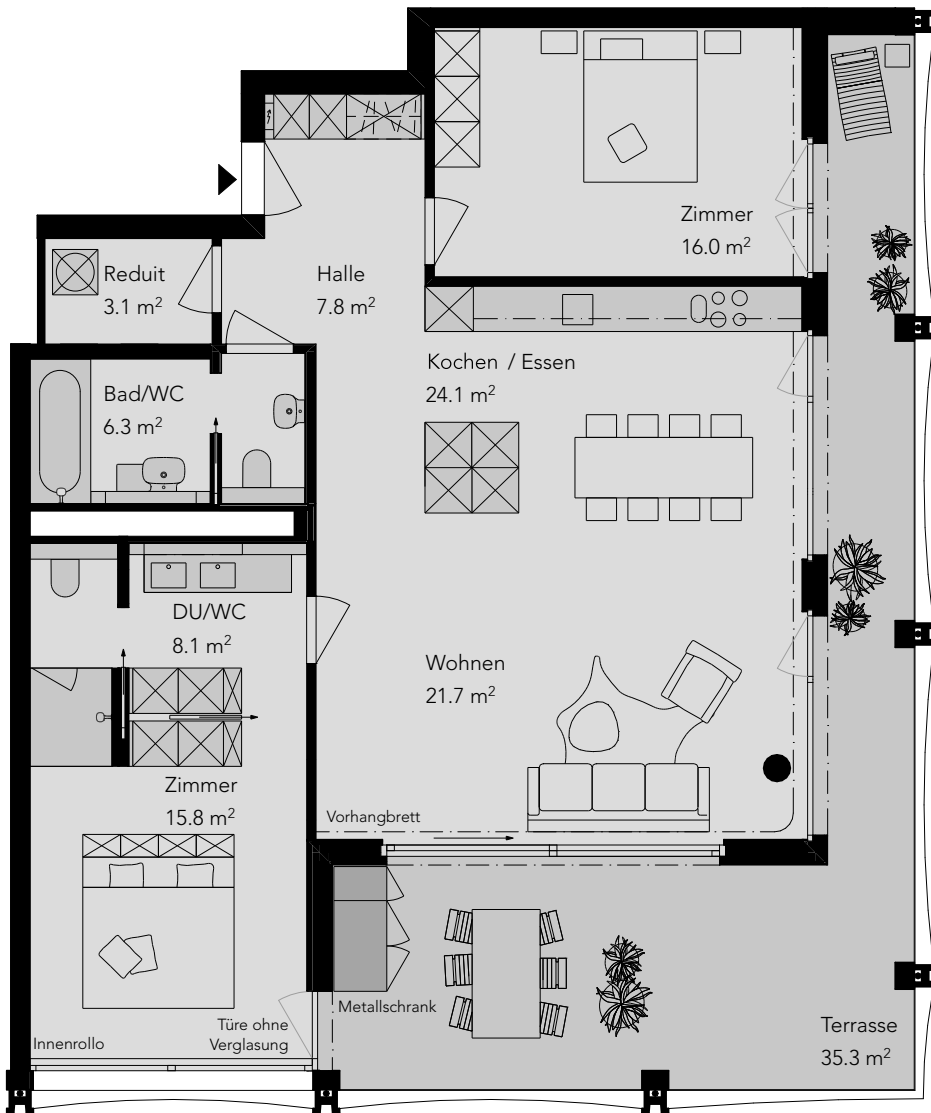 Zimmer
16.0 m²
Reduit
3.1 m²
Halle
7.8 m²
Kochen / Essen
24.1 m²
Bad/WC
6.3 m²
DU/WC
8.1 m²
Wohnen
21.7 m²
Zimmer
15.8 m²
Vorhangbrett
Metallschrank
Türe ohne
Verglasung
Innenrollo
Terrasse
35.3 m²